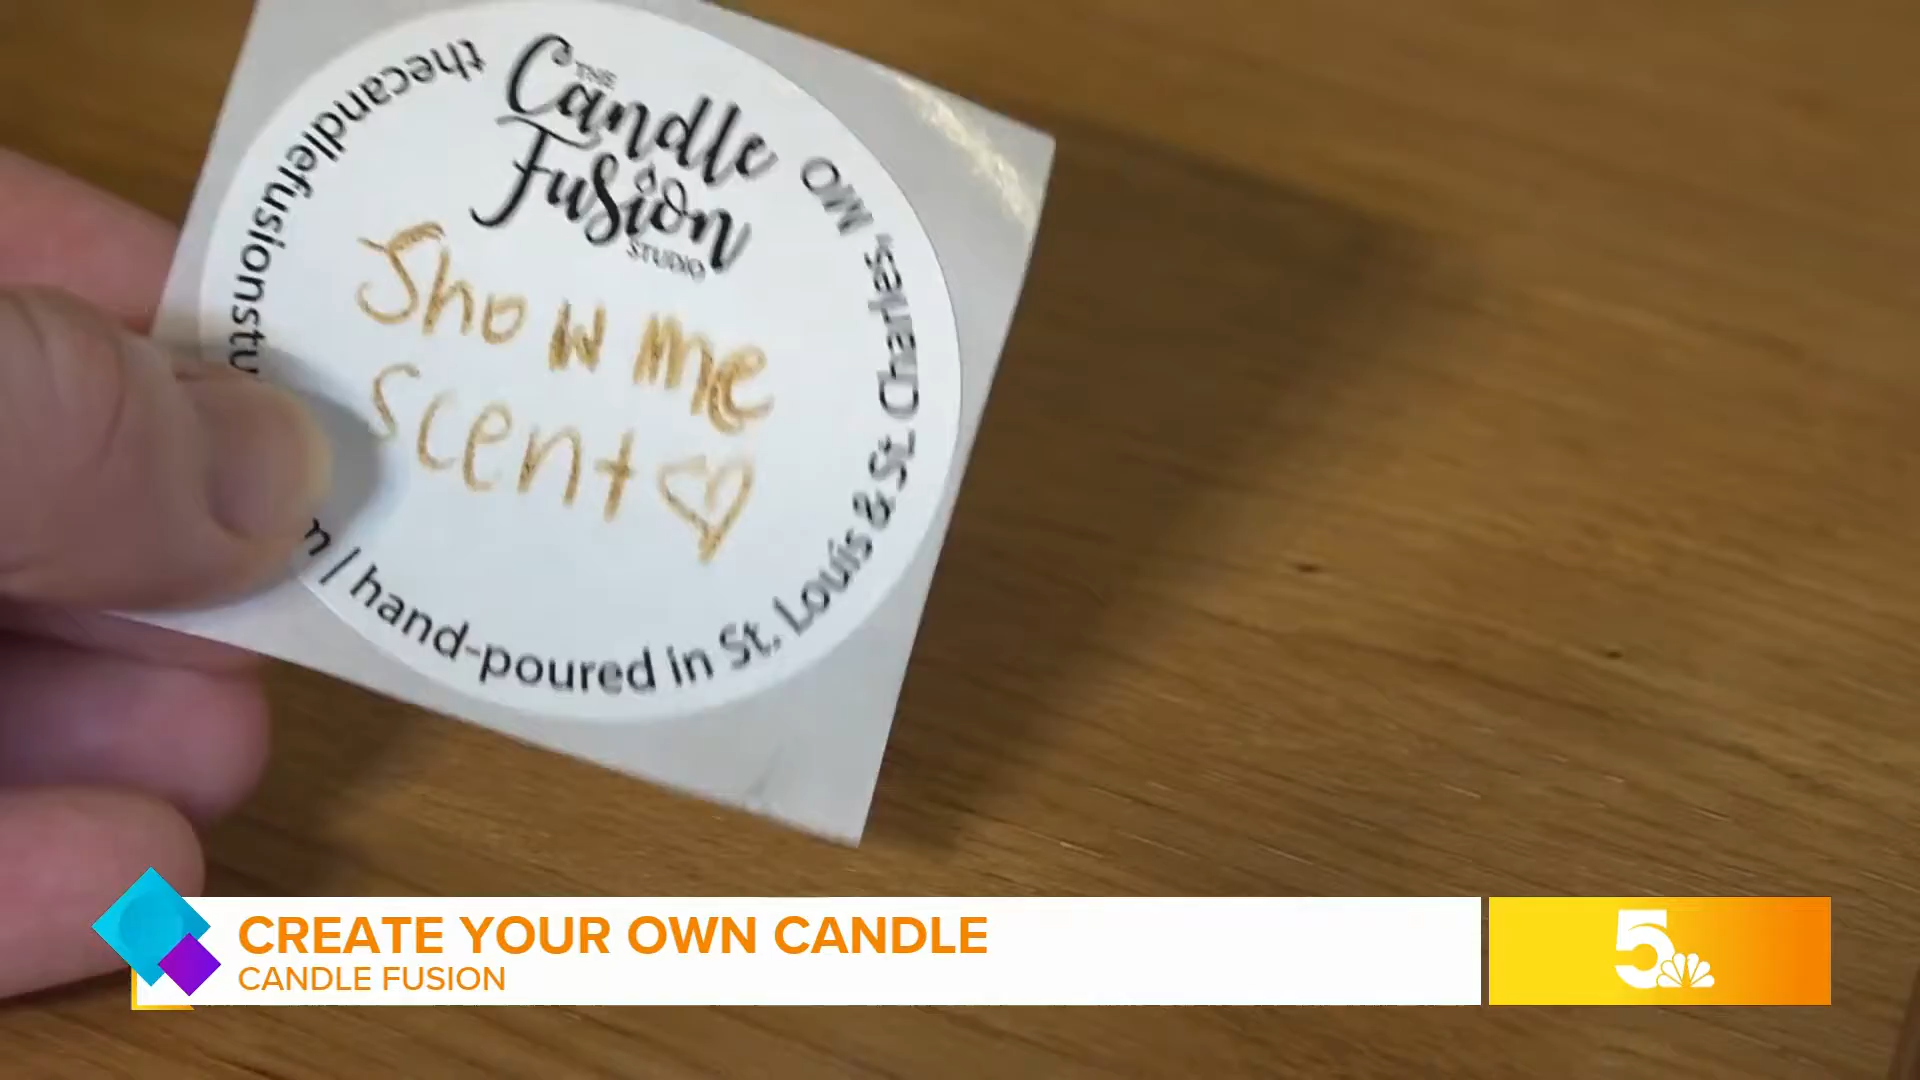 THE
Candle
Fusion
STUDIO
Show me
scent
thecandlefusionstu
/ hand-poured in St. Louis & St. Charles, MO
CREATE YOUR OWN CANDLE
CANDLE FUSION
5